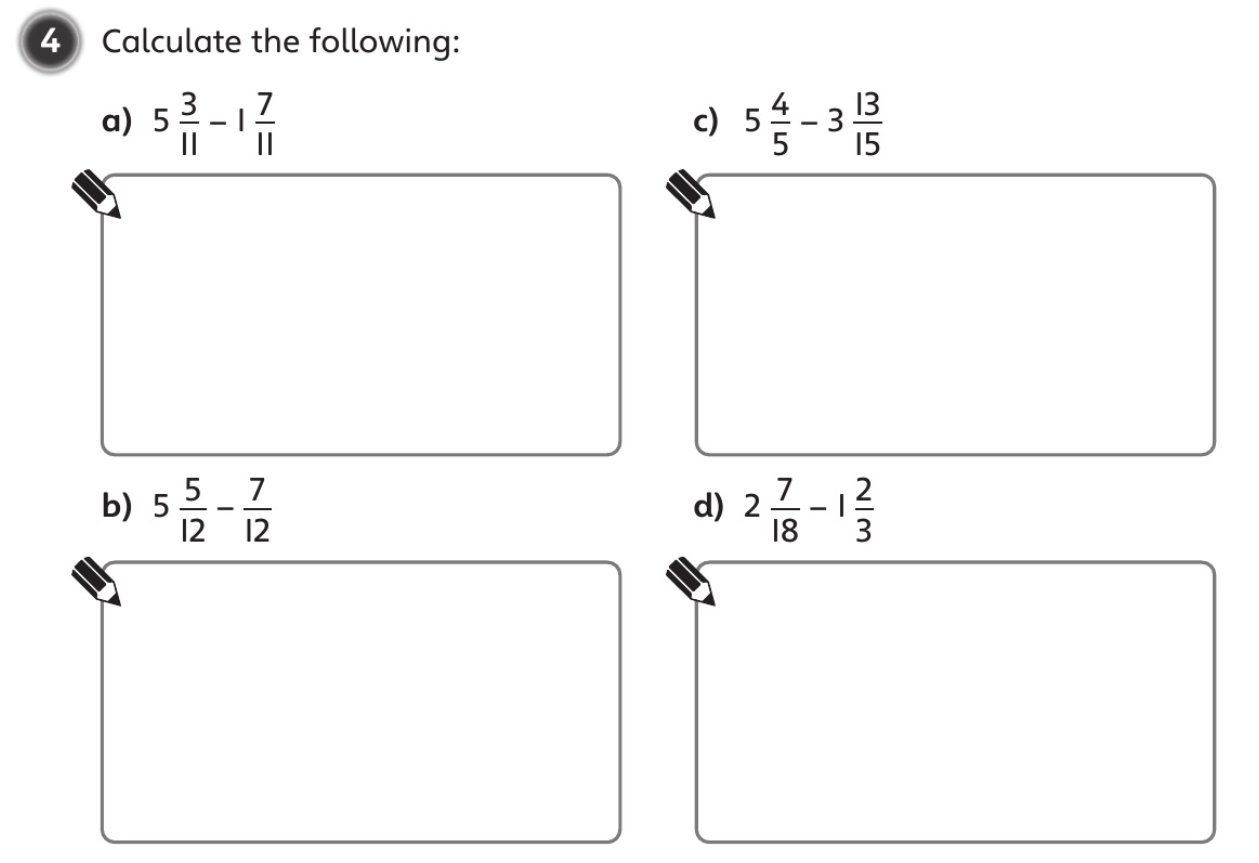 4 Calculate the following:
a) 5 3/11 – 1 7/11
c) 5 4/5 – 3 13/15
b) 5 5/12 – 7/12
d) 2 7/18 – 1 2/3